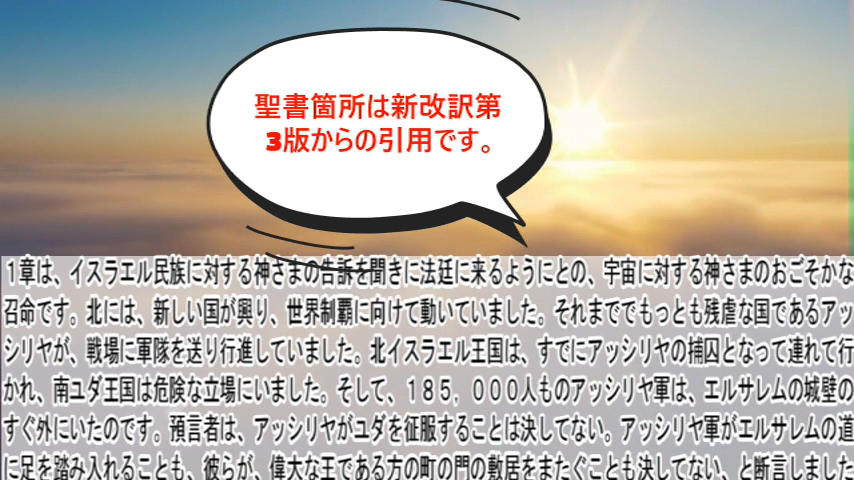 聖書箇所は新改訳第
3版からの引用です。
1章は、イスラエル民族に対する神さまの告訴を聞きに法廷に来るようにとの、宇宙に対する神さまのおごそかな
召命です。北には、新しい国が興り、世界制覇に向けて動いていました。それまででもっとも残虐な国であるアッ
シリヤが、戦場に軍隊を送り行進していました。北イスラエル王国は、すでにアッシリヤの捕囚となって連れて行
かれ、南ユダ王国は危険な立場にいました。そして、185,000人ものアッシリヤ軍は、エルサレムの城壁の
すぐ外にいたのです。預言者は、アッシリヤがユダを征服することは決してない。アッシリヤ軍がエルサレムの道
に足を踏み入れることも、彼らが、偉大な王である方の町の門の敷居をまたぐことも決してない、と断言しました